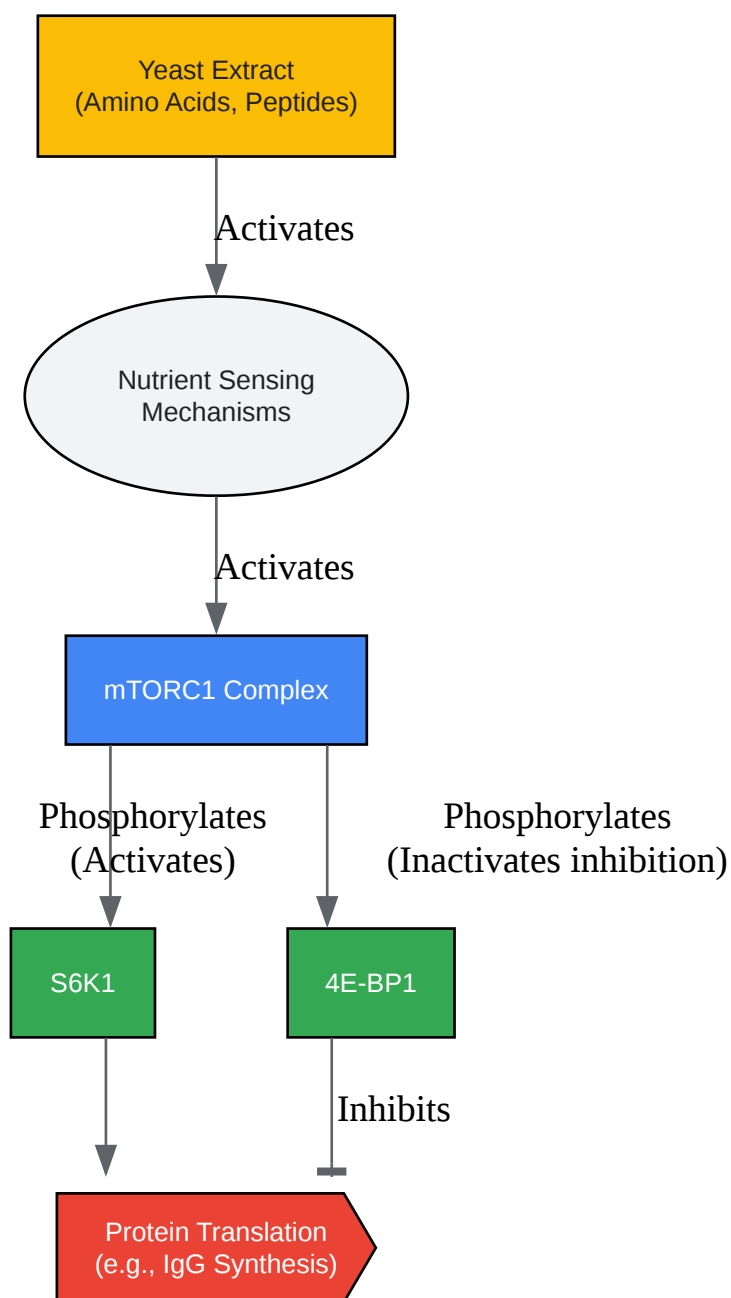 Yeast Extract
(Amino Acids, Peptides)
Activates
Nutrient Sensing
Mechanisms
Activates
mTORC1 Complex
Phosphorylates
(Activates)
Phosphorylates
(Inactivates inhibition)
S6K1
4E-BP1
Inhibits
Protein Translation
(e.g., IgG Synthesis)